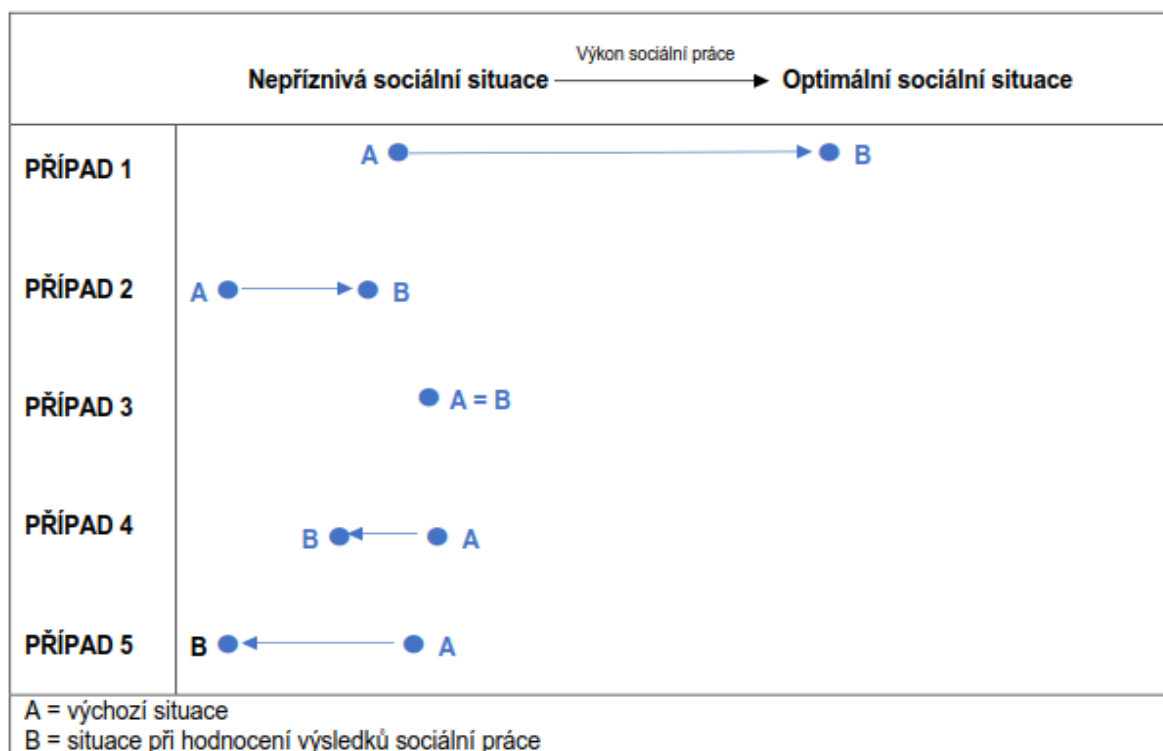 Výkon sociální práce
Nepříznivá sociální situace Optimální sociální situace
PŘÍPAD 1 A B
PŘÍPAD 2 A B
PŘÍPAD 3 A = B
PŘÍPAD 4 B A
PŘÍPAD 5 B A
A = výchozí situace
B = situace při hodnocení výsledků sociální práce